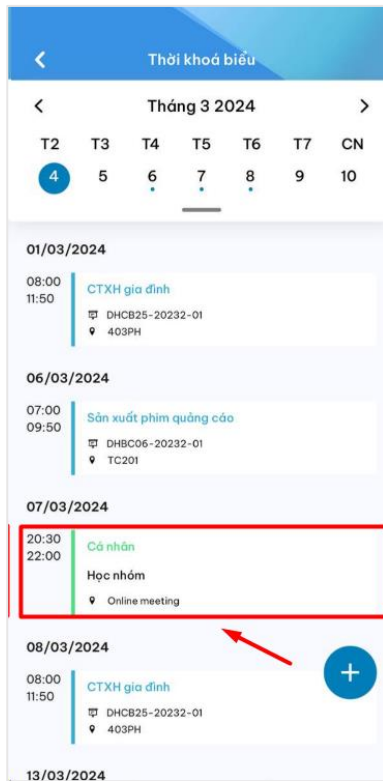 Thời khoá biểu
Tháng 3 2024
T2 T3 T4 T5 T6 T7 CN
4 5 6 7 8 9 10
01/03/2024
08:00
11:50
CTXH gia đình
DHCB25-20232-01
403PH
06/03/2024
07:00
09:50
Sản xuất phim quảng cáo
DHBC06-20232-01
TC201
07/03/2024
20:30
22:00
Cá nhân
Học nhóm
Online meeting
08/03/2024
08:00
11:50
CTXH gia đình
DHCB25-20232-01
403PH
13/03/2024